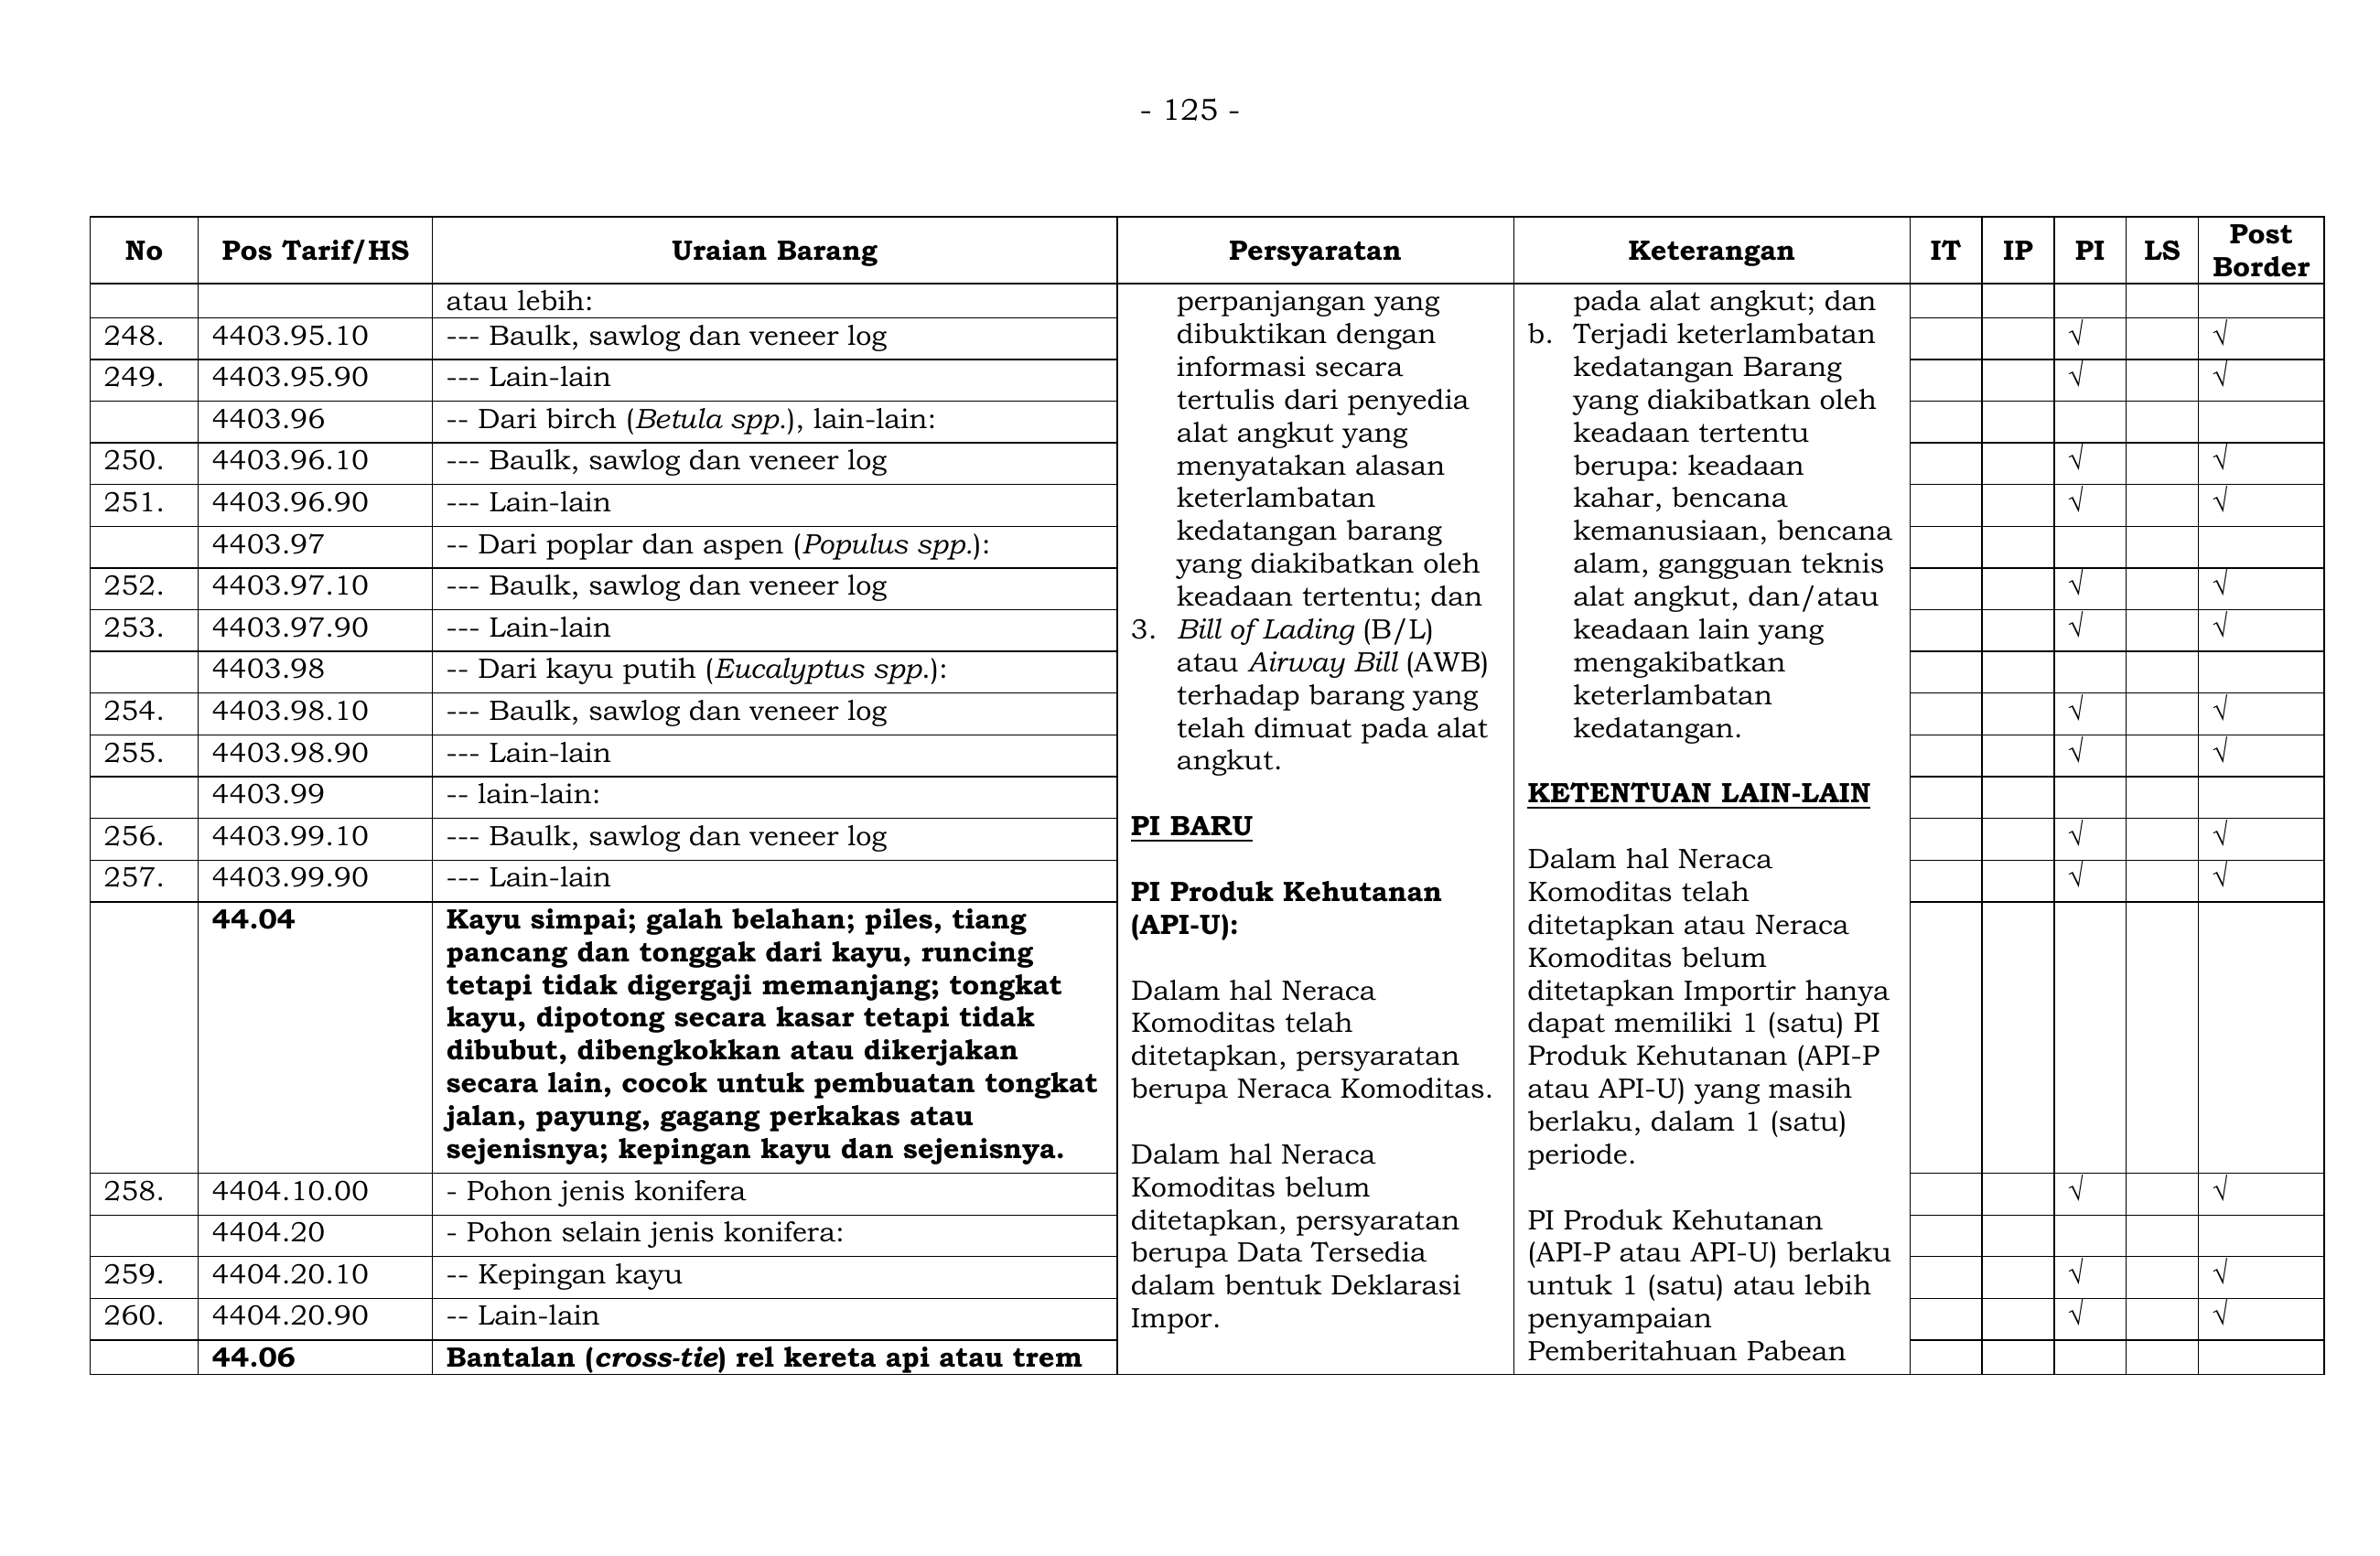 - 125 -
No Pos Tarif/HS Uraian Barang Persyaratan Keterangan IT IP PI LS Post Border
atau lebih:
248. 4403.95.10 --- Baulk, sawlog dan veneer log √ √
249. 4403.95.90 --- Lain-lain √ √
4403.96 -- Dari birch (Betula spp.), lain-lain:
250. 4403.96.10 --- Baulk, sawlog dan veneer log √ √
251. 4403.96.90 --- Lain-lain √ √
4403.97 -- Dari poplar dan aspen (Populus spp.):
252. 4403.97.10 --- Baulk, sawlog dan veneer log √ √
253. 4403.97.90 --- Lain-lain √ √
4403.98 -- Dari kayu putih (Eucalyptus spp.):
254. 4403.98.10 --- Baulk, sawlog dan veneer log √ √
255. 4403.98.90 --- Lain-lain √ √
4403.99 -- lain-lain:
256. 4403.99.10 --- Baulk, sawlog dan veneer log √ √
257. 4403.99.90 --- Lain-lain √ √
44.04 Kayu simpai; galah belahan; piles, tiang
pancang dan tonggak dari kayu, runcing
tetapi tidak digergaji memanjang; tongkat
kayu, dipotong secara kasar tetapi tidak
dibubut, dibengkokkan atau dikerjakan
secara lain, cocok untuk pembuatan tongkat
jalan, payung, gagang perkakas atau
sejenisnya; kepingan kayu dan sejenisnya.
258. 4404.10.00 - Pohon jenis konifera √ √
4404.20 - Pohon selain jenis konifera:
259. 4404.20.10 -- Kepingan kayu √ √
260. 4404.20.90 -- Lain-lain √ √
44.06 Bantalan (cross-tie) rel kereta api atau trem
perpanjangan yang
dibuktikan dengan
informasi secara
tertulis dari penyedia
alat angkut yang
menyatakan alasan
keterlambatan
kedatangan barang
yang diakibatkan oleh
keadaan tertentu; dan
3. Bill of Lading (B/L)
atau Airway Bill (AWB)
terhadap barang yang
telah dimuat pada alat
angkut.
PI BARU
PI Produk Kehutanan
(API-U):
Dalam hal Neraca
Komoditas telah
ditetapkan, persyaratan
berupa Neraca Komoditas.
Dalam hal Neraca
Komoditas belum
ditetapkan, persyaratan
berupa Data Tersedia
dalam bentuk Deklarasi
Impor.
pada alat angkut; dan
b. Terjadi keterlambatan
kedatangan Barang
yang diakibatkan oleh
keadaan tertentu
berupa: keadaan
kahar, bencana
kemanusiaan, bencana
alam, gangguan teknis
alat angkut, dan/atau
keadaan lain yang
mengakibatkan
keterlambatan
kedatangan.
KETENTUAN LAIN-LAIN
Dalam hal Neraca
Komoditas telah
ditetapkan atau Neraca
Komoditas belum
ditetapkan Importir hanya
dapat memiliki 1 (satu) PI
Produk Kehutanan (API-P
atau API-U) yang masih
berlaku, dalam 1 (satu)
periode.
PI Produk Kehutanan
(API-P atau API-U) berlaku
untuk 1 (satu) atau lebih
penyampaian
Pemberitahuan Pabean